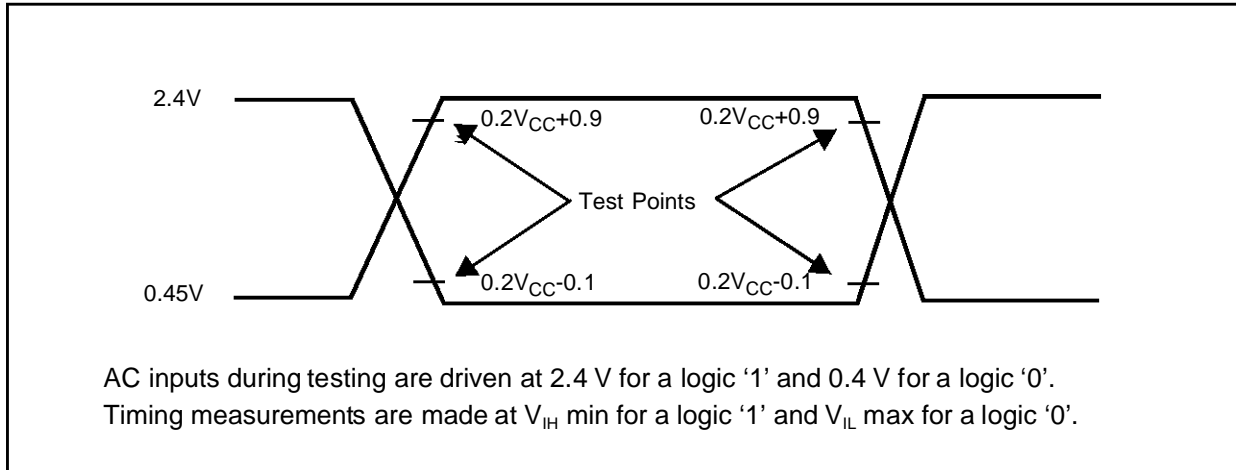 2.4V
0.2VCC+0.9 0.2VCC+0.9
Test Points
0.45V 0.2VCC-0.1 0.2VCC-0.1
AC inputs during testing are driven at 2.4 V for a logic ‘1’ and 0.4 V for a logic ‘0’.
Timing measurements are made at VIH min for a logic ‘1’ and VIL max for a logic ‘0’.